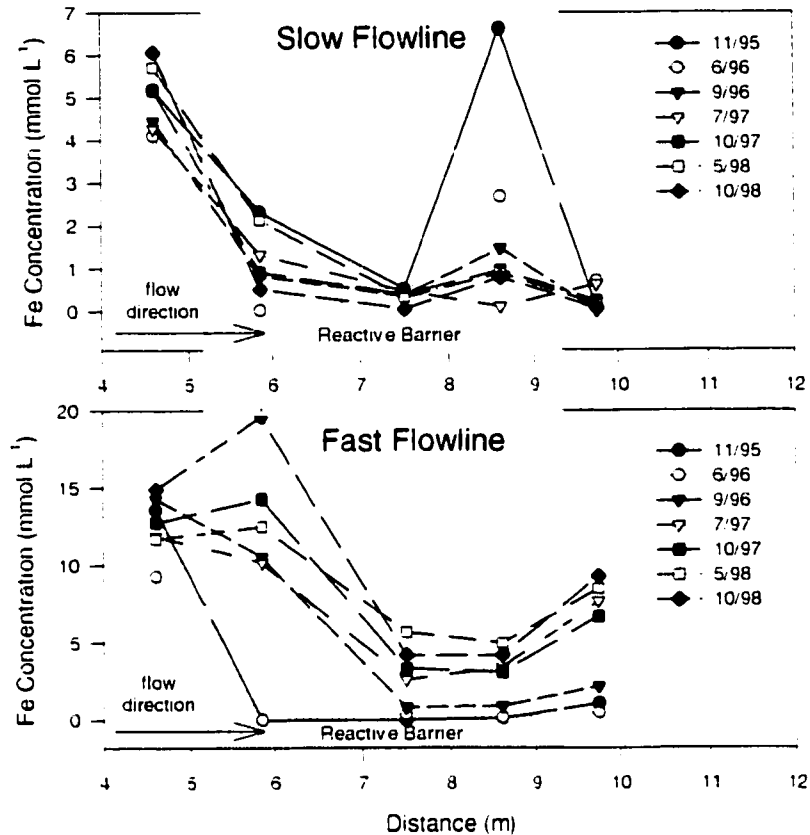 Slow Flowline
Fe Concentration (mmol L⁻¹)
7
6
5
4
3
2
1
0
11/95
6/96
9/96
7/97
10/97
5/98
10/98
flow
direction
Reactive Barrier
4 5 6 7 8 9 10 11 12
Fast Flowline
Fe Concentration (mmol L⁻¹)
20
15
10
5
0
11/95
6/96
9/96
7/97
10/97
5/98
10/98
flow
direction
Reactive Barrier
4 5 6 7 8 9 10 11 12
Distance (m)